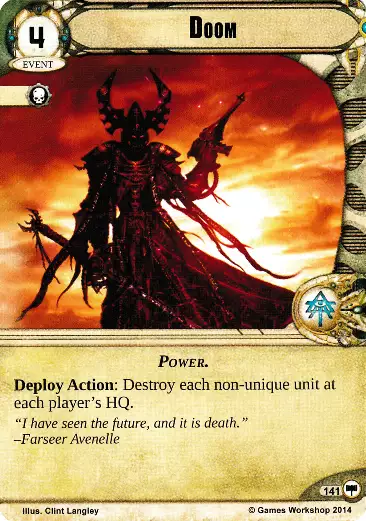 Doom
4
EVENT
Power.
Deploy Action: Destroy each non-unique unit at
each player's HQ.
"I have seen the future, and it is death."
–Farseer Avenelle
141
Illus. Clint Langley
© Games Workshop 2014